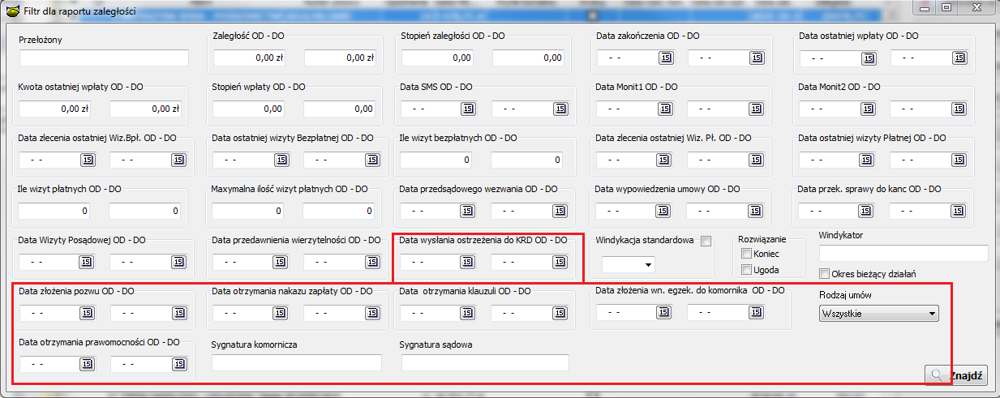 Filtr dla raportu zaległości
Przełożony
Zaległość OD - DO
Stopień zaległości OD - DO
Data zakończenia OD - DO
Data ostatniej wpłaty OD - DO
0,00 zł 0,00 zł 0,00 0,00 - - 15 - - 15 - - 15 - - 15
Kwota ostatniej wpłaty OD - DO
Stopień wpłaty OD - DO
Data SMS OD - DO
Data Monit1 OD - DO
Data Monit2 OD - DO
0,00 zł 0,00 zł 0,00 0,00 - - 15 - - 15 - - 15 - - 15 - - 15 - - 15
Data zlecenia ostatniej Wiz.Bpł. OD - DO
Data ostatniej wizyty Bezpłatnej OD - DO
Ile wizyt bezpłatnych OD - DO
Data zlecenia ostatniej Wiz. Pł. OD - DO
Data ostatniej wizyty Płatnej OD - DO
- - 15 - - 15 - - 15 - - 15 0 0 - - 15 - - 15 - - 15 - - 15
Ile wizyt płatnych OD - DO
Maxymalna ilość wizyt płatnych OD - DO
Data przedsądowego wezwania OD - DO
Data wypowiedzenia umowy OD - DO
Data przek. sprawy do kanc OD - DO
0 0 0 0 - - 15 - - 15 - - 15 - - 15 - - 15 - - 15
Data Wizyty Posądowej OD - DO
Data przedawnienia wierzytelności OD - DO
Data wysłania ostrzeżenia do KRD OD - DO
Windykacja standardowa
Rozwiązanie
Windykator
- - 15 - - 15 - - 15 - - 15 - - 15 - - 15
Koniec
Ugoda
Okres bieżący działań
Data złożenia pozwu OD - DO
Data otrzymania nakazu zapłaty OD - DO
Data otrzymania klauzuli OD - DO
Data złożenia wn. egzek. do komornika OD - DO
Rodzaj umów
- - 15 - - 15 - - 15 - - 15 - - 15 - - 15 - - 15 - - 15 Wszystkie
Data otrzymania prawomocności OD - DO
Sygnatura komornicza
Sygnatura sądowa
- - 15 - - 15
Znajdź